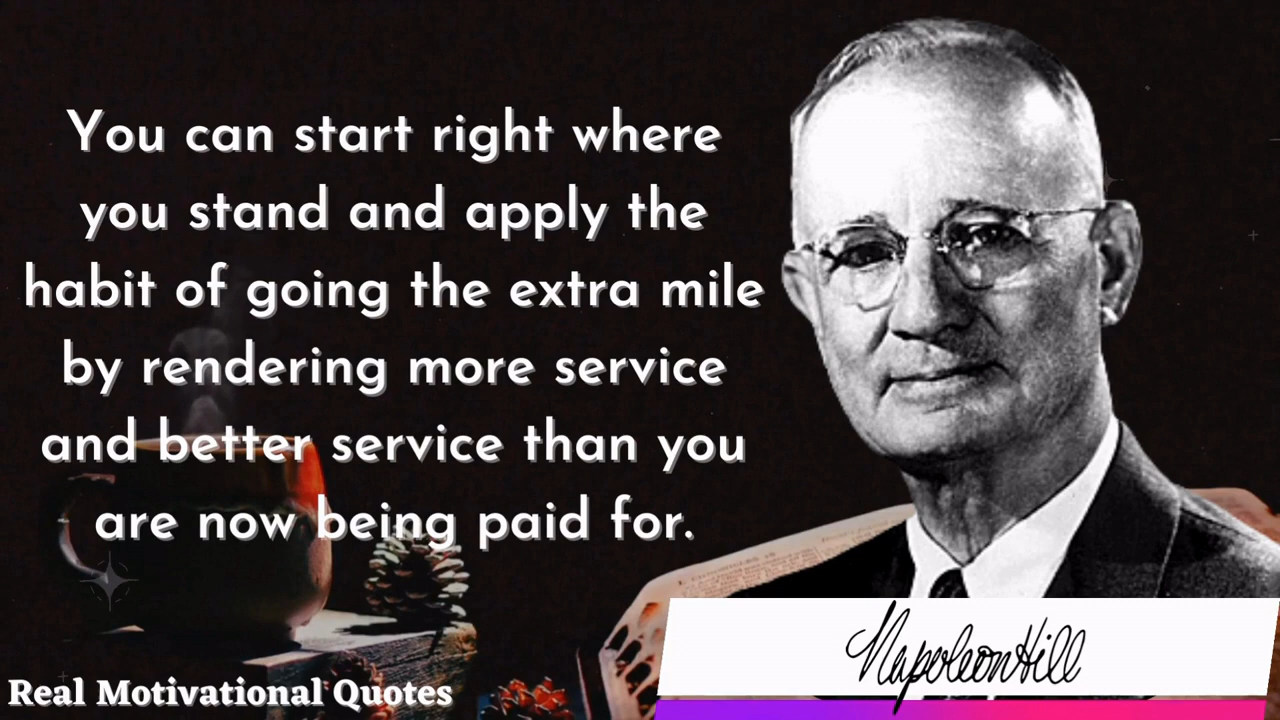 You can start right where
you stand and apply the
habit of going the extra mile
by rendering more service
and better service than you
are now being paid for.
Napoleon Hill
Real Motivational Quotes